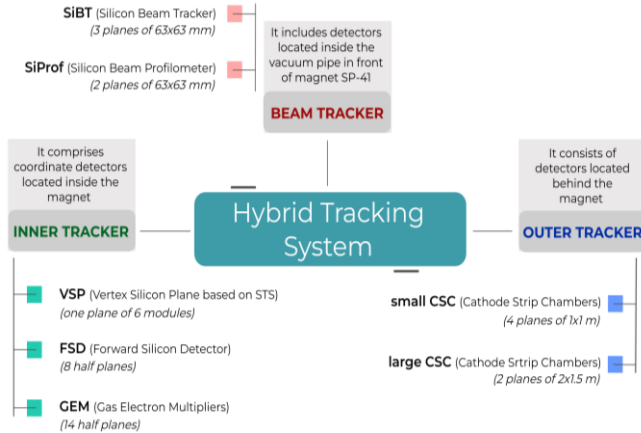 SiBT (Silicon Beam Tracker)
(3 planes of 63x63 mm)
SiProf (Silicon Beam Profilometer)
(2 planes of 63x63 mm)
It includes detectors
located inside the
vacuum pipe in front
of magnet SP-41
BEAM TRACKER
It comprises
coordinate detectors
located inside the
magnet
INNER TRACKER
Hybrid Tracking
System
It consists of
detectors located
behind the
magnet
OUTER TRACKER
VSP (Vertex Silicon Plane based on STS)
(one plane of 6 modules)
FSD (Forward Silicon Detector)
(8 half planes)
GEM (Gas Electron Multipliers)
(14 half planes)
small CSC (Cathode Strip Chambers)
(4 planes of 1x1 m)
large CSC (Cathode Srtrip Chambers)
(2 planes of 2x1.5 m)